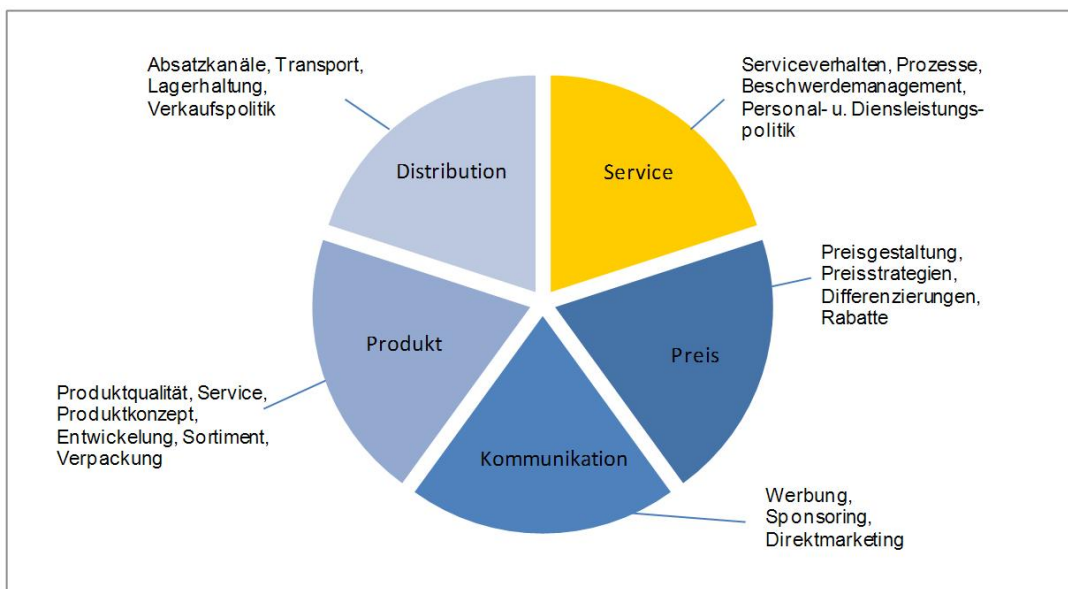 Absatzkanäle, Transport,
Lagerhaltung,
Verkaufspolitik
Serviceverhalten, Prozesse,
Beschwerdemanagement,
Personal- u. Diensleistungs-
politik
Distribution
Service
Preisgestaltung,
Preisstrategien,
Differenzierungen,
Rabatte
Produkt
Preis
Produktqualität, Service,
Produktkonzept,
Entwickelung, Sortiment,
Verpackung
Kommunikation
Werbung,
Sponsoring,
Direktmarketing